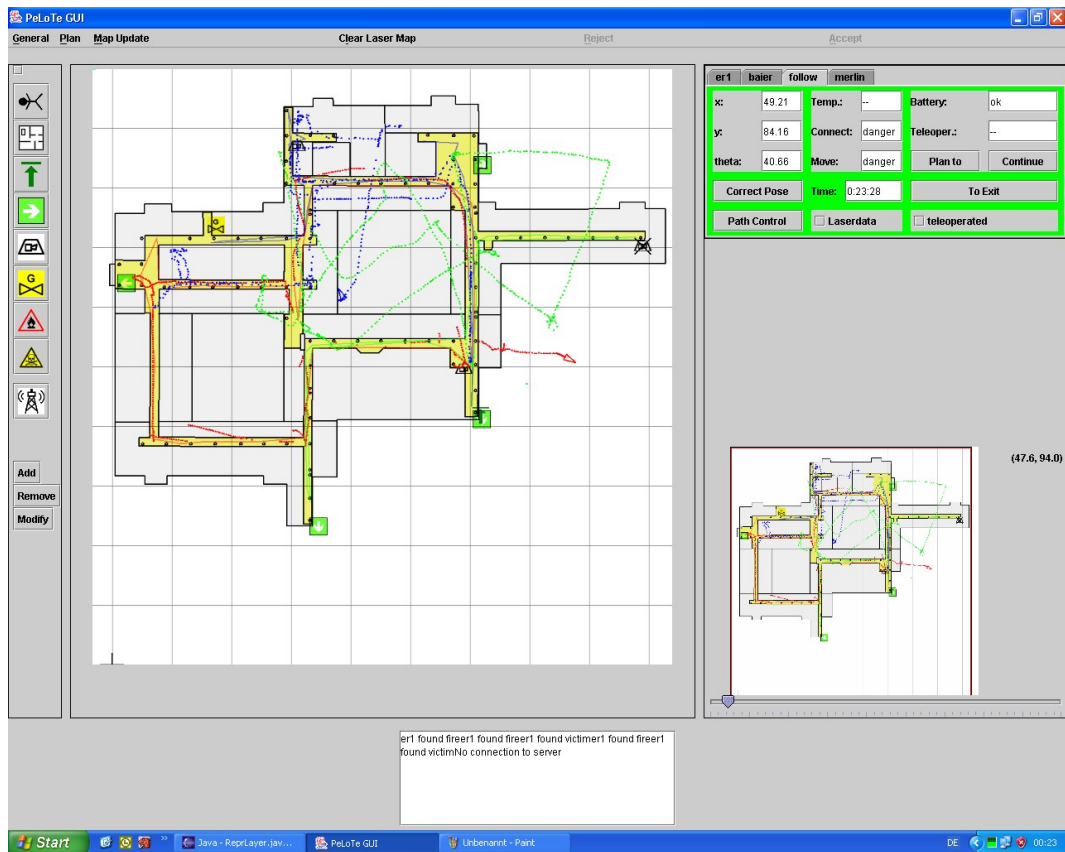 PeLoTe GUI
General Plan Map Update Clear Laser Map Reject Accept
er1 baier follow merlin
x: 49.21 Temp.: -- Battery: ok
y: 84.16 Connect: danger Teleoper.: --
theta: 40.66 Move: danger Plan to Continue
Correct Pose Time: 0:23:28 To Exit
Path Control Laserdata teleoperated
G
G
(47.6, 94.0)
Add
Remove
Modify
er1 found fireer1 found fireer1 found victimer1 found fireer1
found victimNo connection to server
Start Java - ReprLayer.jav... PeLoTe GUI Unbenannt - Paint DE 00:23